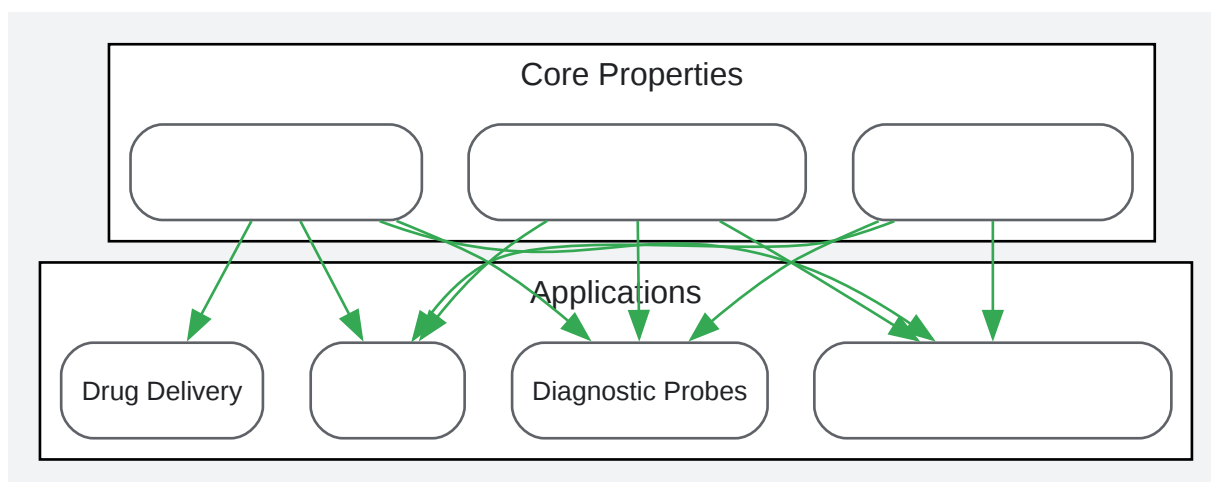 Core Properties
Applications
Drug Delivery
Diagnostic Probes